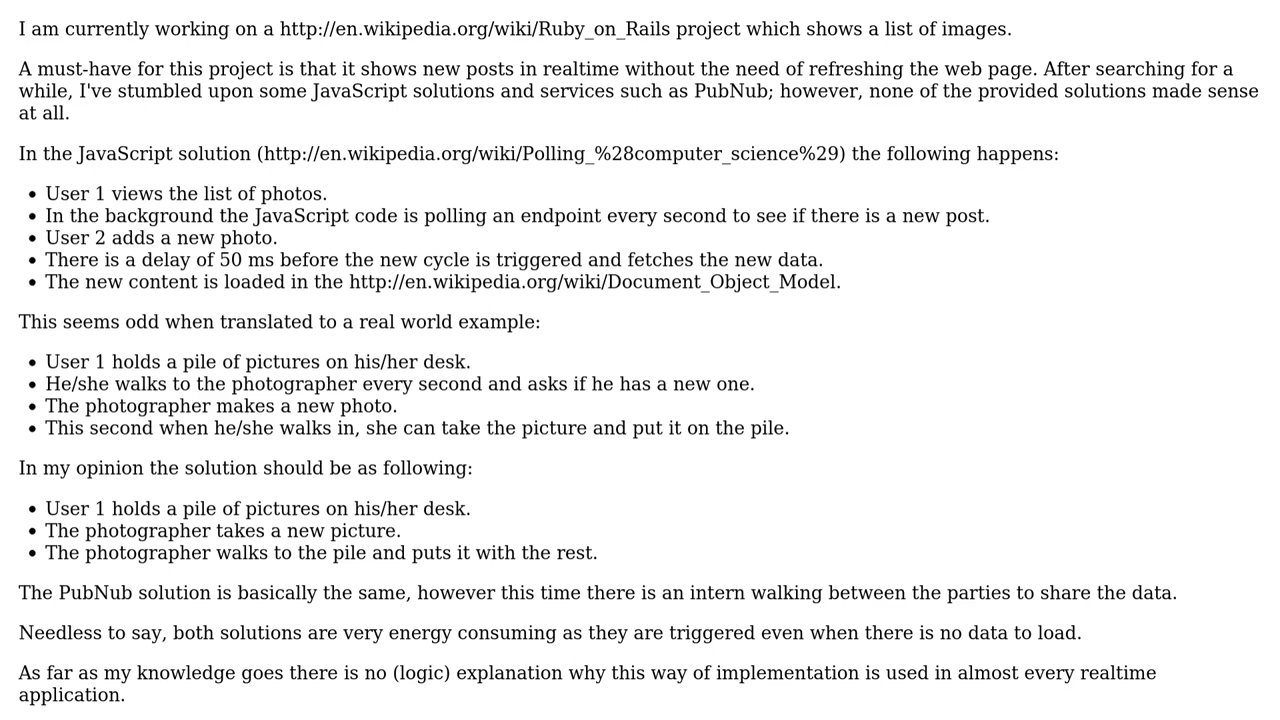 I am currently working on a http://en.wikipedia.org/wiki/Ruby_on_Rails project which shows a list of images.
A must-have for this project is that it shows new posts in realtime without the need of refreshing the web page. After searching for a
while, I've stumbled upon some JavaScript solutions and services such as PubNub; however, none of the provided solutions made sense
at all.
In the JavaScript solution (http://en.wikipedia.org/wiki/Polling_%28computer_science%29) the following happens:
• User 1 views the list of photos.
• In the background the JavaScript code is polling an endpoint every second to see if there is a new post.
• User 2 adds a new photo.
• There is a delay of 50 ms before the new cycle is triggered and fetches the new data.
• The new content is loaded in the http://en.wikipedia.org/wiki/Document_Object_Model.
This seems odd when translated to a real world example:
• User 1 holds a pile of pictures on his/her desk.
• He/she walks to the photographer every second and asks if he has a new one.
• The photographer makes a new photo.
• This second when he/she walks in, she can take the picture and put it on the pile.
In my opinion the solution should be as following:
• User 1 holds a pile of pictures on his/her desk.
• The photographer takes a new picture.
• The photographer walks to the pile and puts it with the rest.
The PubNub solution is basically the same, however this time there is an intern walking between the parties to share the data.
Needless to say, both solutions are very energy consuming as they are triggered even when there is no data to load.
As far as my knowledge goes there is no (logic) explanation why this way of implementation is used in almost every realtime
application.